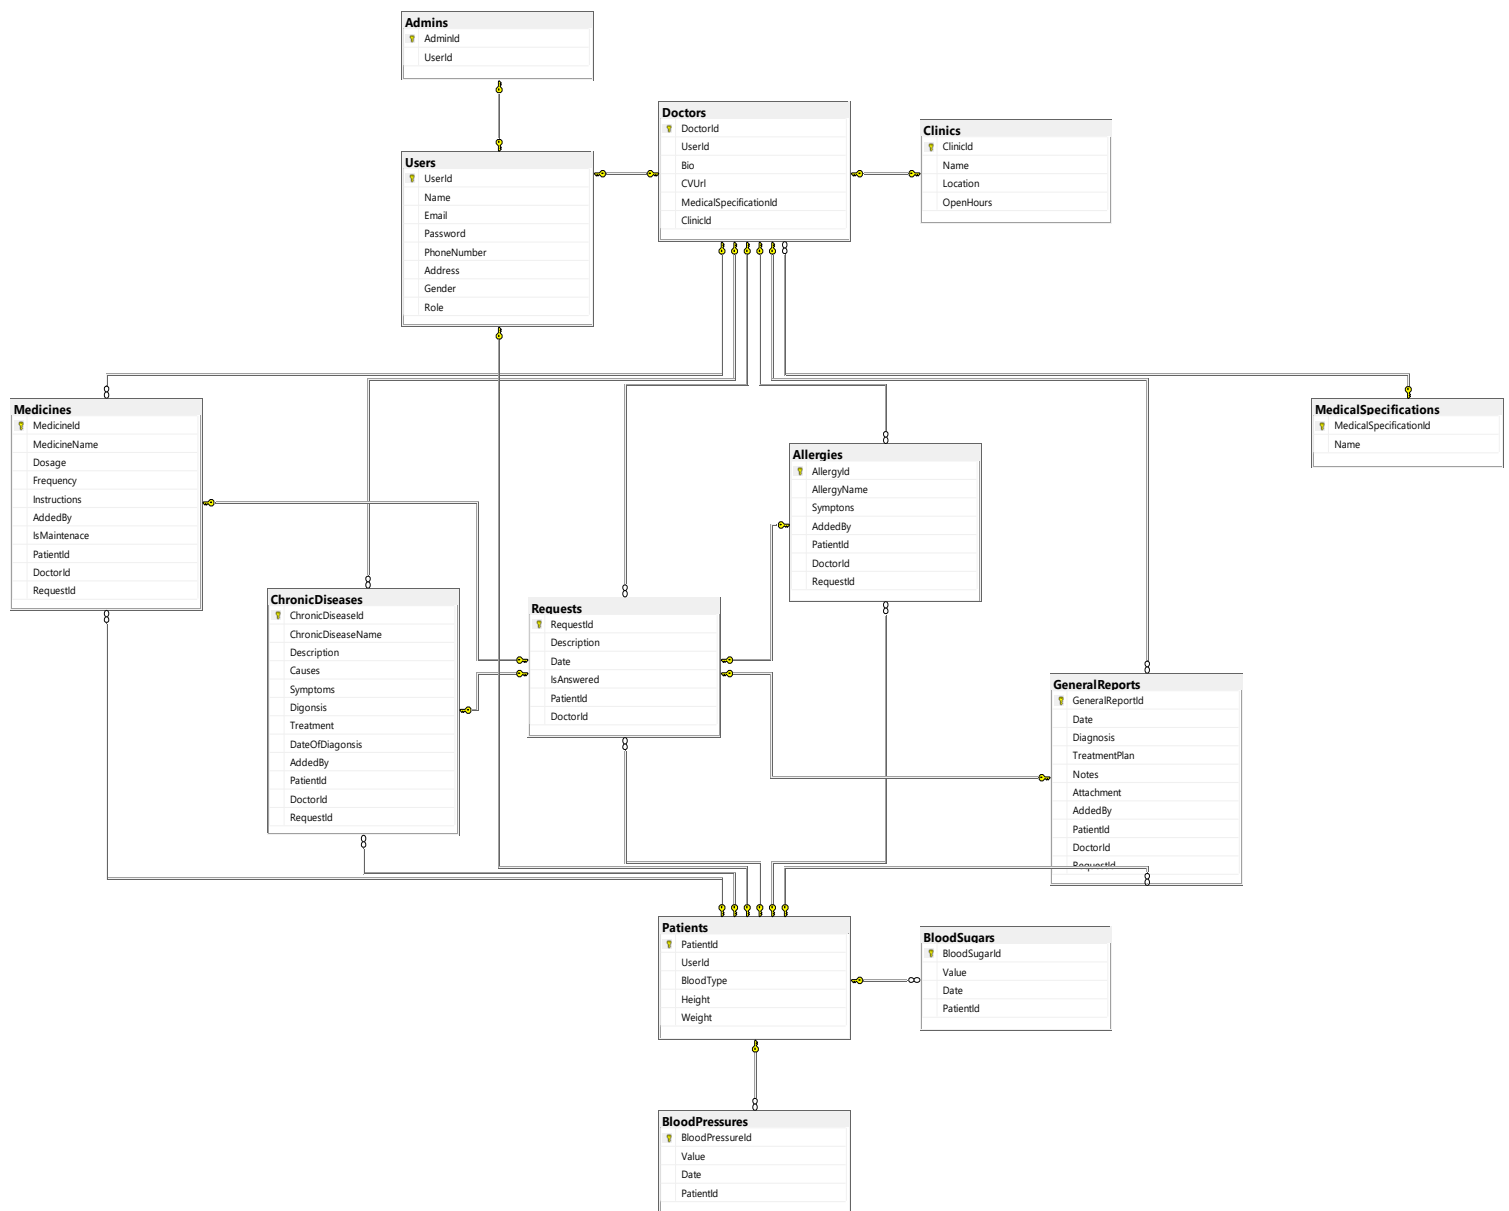 Admins
AdminId
UserId
Doctors
DoctorId
UserId
Bio
CVUrl
MedicalSpecificationId
ClinicId
Clinics
ClinicId
Name
Location
OpenHours
Users
UserId
Name
Email
Password
PhoneNumber
Address
Gender
Role
Medicines
MedicineId
MedicineName
Dosage
Frequency
Instructions
AddedBy
IsMaintenace
PatientId
DoctorId
RequestId
MedicalSpecifications
MedicalSpecificationId
Name
Allergies
AllergyId
AllergyName
Symptons
AddedBy
PatientId
DoctorId
RequestId
ChronicDiseases
ChronicDiseaseId
ChronicDiseaseName
Description
Causes
Symptoms
Digonsis
Treatment
DateOfDiagonsis
AddedBy
PatientId
DoctorId
RequestId
Requests
RequestId
Description
Date
IsAnswered
PatientId
DoctorId
GeneralReports
GeneralReportId
Date
Diagnosis
TreatmentPlan
Notes
Attachment
AddedBy
PatientId
DoctorId
RequestId
Patients
PatientId
UserId
BloodType
Height
Weight
BloodSugars
BloodSugarId
Value
Date
PatientId
BloodPressures
BloodPressureId
Value
Date
PatientId